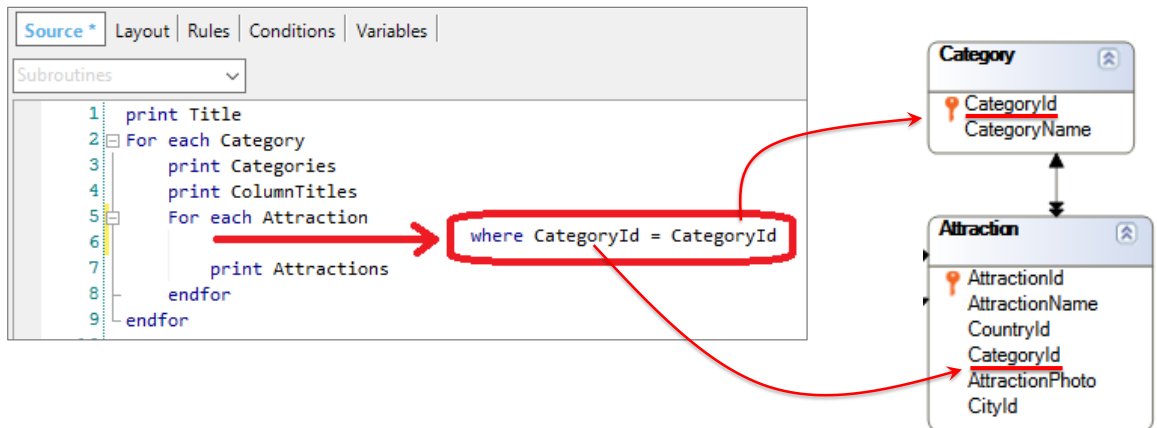 Source * Layout Rules Conditions Variables
Subroutines
1 print Title
2 For each Category
3 print Categories
4 print ColumnTitles
5 For each Attraction
6 where CategoryId = CategoryId
7 print Attractions
8 endfor
9 endfor
Category
CategoryId
CategoryName
Attraction
AttractionId
AttractionName
CountryId
CategoryId
AttractionPhoto
CityId